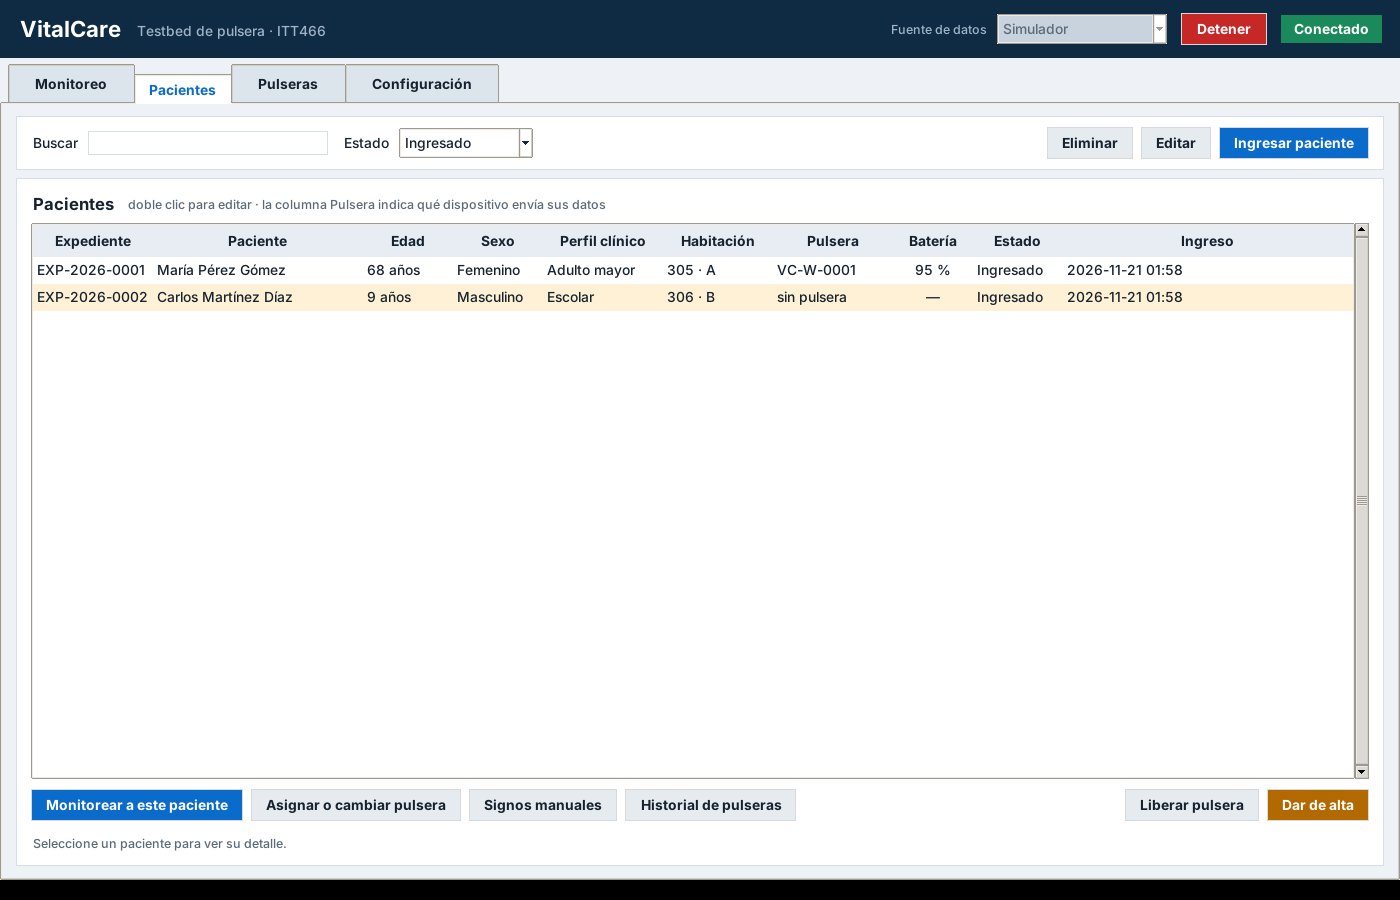 VitalCare Testbed de pulsera · ITT466 Fuente de datos Simulador Detener Conectado
Monitoreo Pacientes Pulseras Configuración
Buscar Estado Ingresado Eliminar Editar Ingresar paciente
Pacientes doble clic para editar · la columna Pulsera indica qué dispositivo envía sus datos
Expediente Paciente Edad Sexo Perfil clínico Habitación Pulsera Batería Estado Ingreso
EXP-2026-0001 María Pérez Gómez 68 años Femenino Adulto mayor 305 · A VC-W-0001 95 % Ingresado 2026-11-21 01:58
EXP-2026-0002 Carlos Martínez Díaz 9 años Masculino Escolar 306 · B sin pulsera — Ingresado 2026-11-21 01:58
Monitorear a este paciente Asignar o cambiar pulsera Signos manuales Historial de pulseras Liberar pulsera Dar de alta
Seleccione un paciente para ver su detalle.